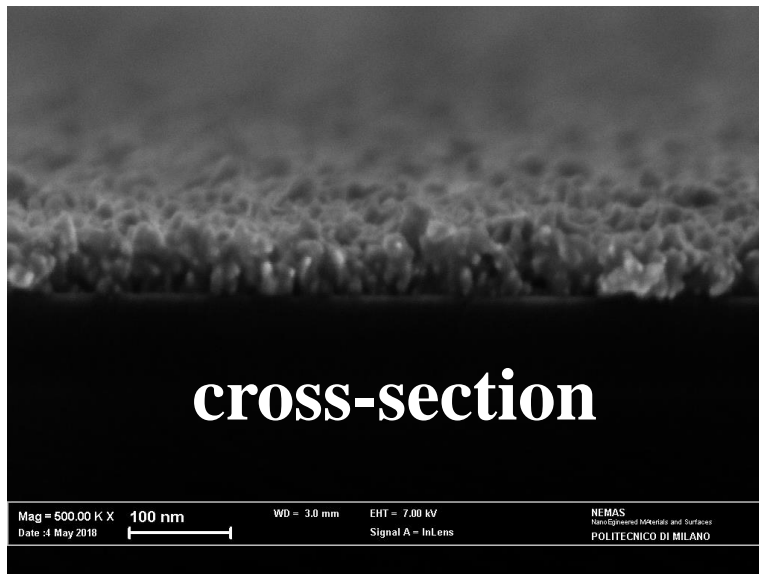 cross-section
Mag = 500.00 K X
100 nm
WD = 3.0 mm
EHT = 7.00 kV
NEMAS
NanoEgineered MAterials and Surfaces
Date :4 May 2018
Signal A = InLens
POLITECNICO DI MILANO